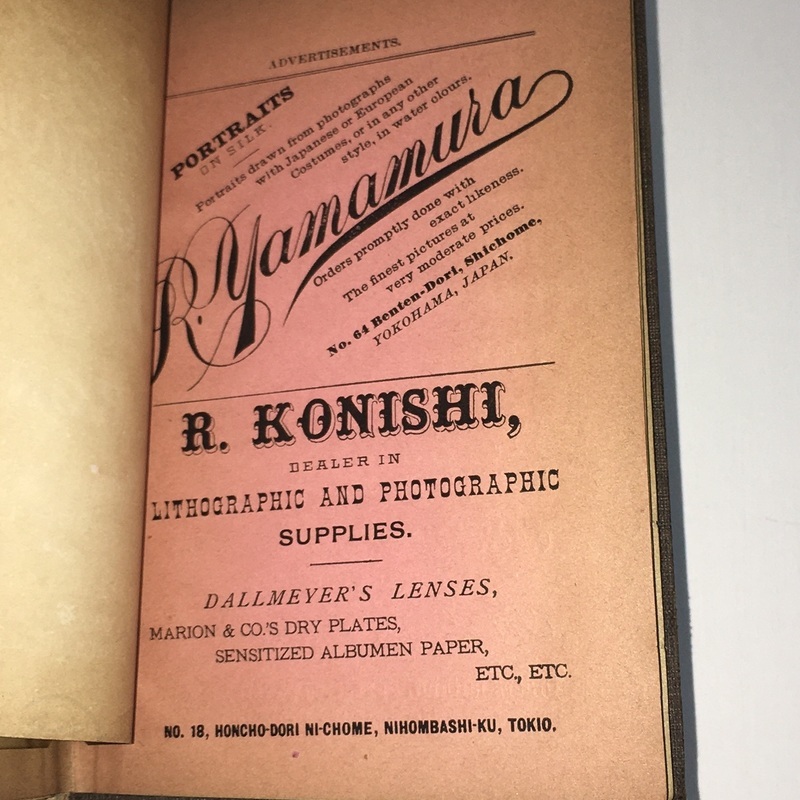 ADVERTISEMENTS.
PORTRAITS
ON SILK.
Portraits drawn from photographs
with Japanese or European
Costumes, or in any other
style, in water colours.
R. Yamamura
Orders promptly done with
exact likeness.
The finest pictures at
very moderate prices.
No. 64 Benten-Dori, Shichome,
YOKOHAMA, JAPAN.
R. KONISHI,
DEALER IN
LITHOGRAPHIC AND PHOTOGRAPHIC
SUPPLIES.
DALLMEYER'S LENSES,
MARION & CO.'S DRY PLATES,
SENSITIZED ALBUMEN PAPER,
ETC., ETC.
NO. 18, HONCHO-DORI NI-CHOME, NIHOMBASHI-KU, TOKIO.